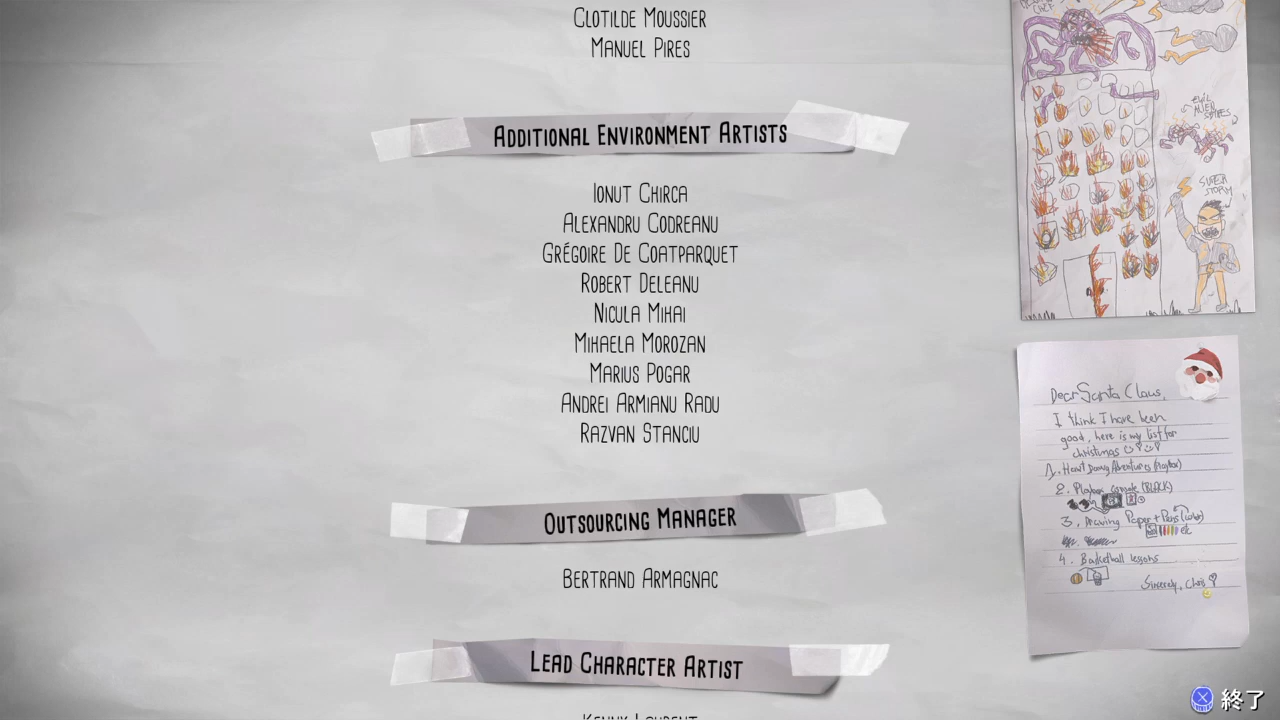 CLOTILDE MOUSSIER
MANUEL PIRES
ADDITIONAL ENVIRONMENT ARTISTS
IONUT CHIRCA
ALEXANDRU CODREANU
GRÉGOIRE DE COATPARQUET
ROBERT DELEANU
NICULA MIHAI
MIHAELA MOROZAN
MARIUS POGAR
ANDREI ARMIANU RADU
RAZVAN STANCIU
OUTSOURCING MANAGER
BERTRAND ARMAGNAC
LEAD CHARACTER ARTIST
KENNY LAURENT
EVIL
ALIEN
SUPER
STORM
Dear Santa Claus,
I think I have been
good, here is my list for
christmas
1. Hawt Dawg Adventures (Playbox)
2. Playbox console (BLACK)
3. Drawing Paper + Pens (color)
4. Basketball lessons
Sincerely, Chris
終了